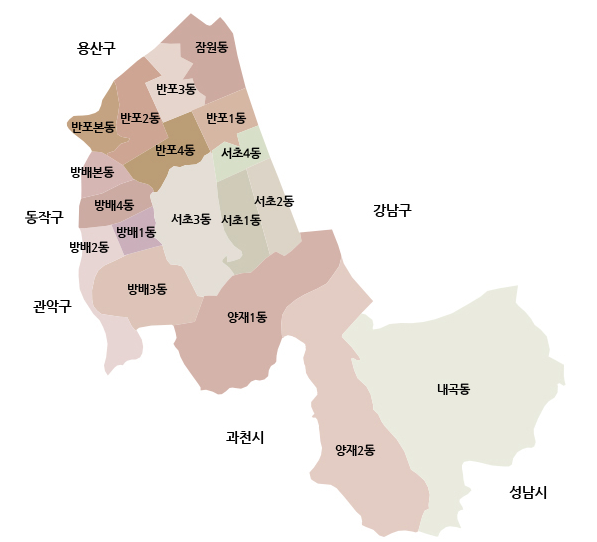 용산구
잠원동
반포3동
반포본동
반포2동
반포1동
반포4동
서초4동
방배본동
방배4동
서초2동
동작구
방배1동
서초3동
서초1동
강남구
방배2동
방배3동
관악구
양재1동
내곡동
과천시
양재2동
성남시